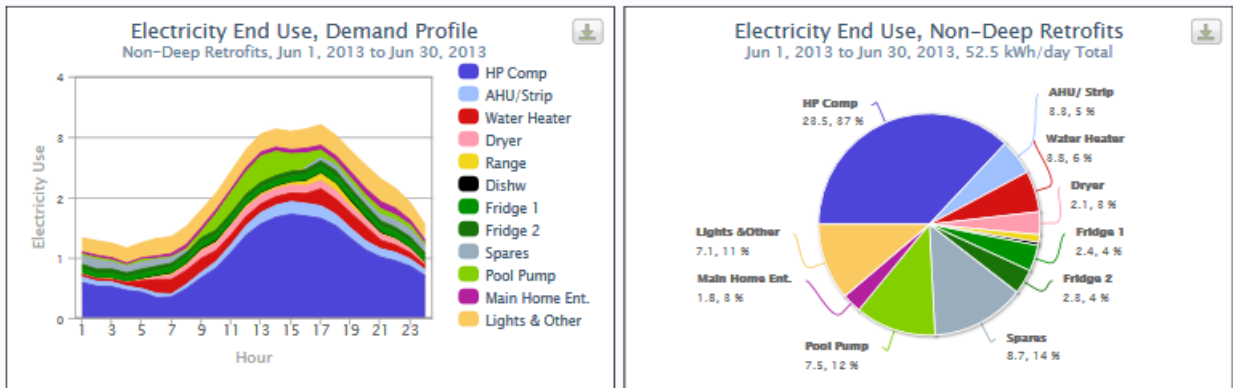 Electricity End Use, Demand Profile
Non-Deep Retrofits, Jun 1, 2013 to Jun 30, 2013
4
3
2
1
0
Electricity Use
1 3 5 7 9 11 13 15 17 19 21 23
Hour
HP Comp
AHU/Strip
Water Heater
Dryer
Range
Dishw
Fridge 1
Fridge 2
Spares
Pool Pump
Main Home Ent.
Lights & Other
Electricity End Use, Non-Deep Retrofits
Jun 1, 2013 to Jun 30, 2013, 52.5 kWh/day Total
HP Comp
28.5, 87 %
AHU/ Strip
8.8, 5 %
Water Heater
8.8, 6 %
Dryer
2.1, 8 %
Fridge 1
2.4, 4 %
Fridge 2
2.8, 4 %
Spares
8.7, 14 %
Pool Pump
7.5, 12 %
Main Home Ent.
1.8, 8 %
Lights &Other
7.1, 11 %